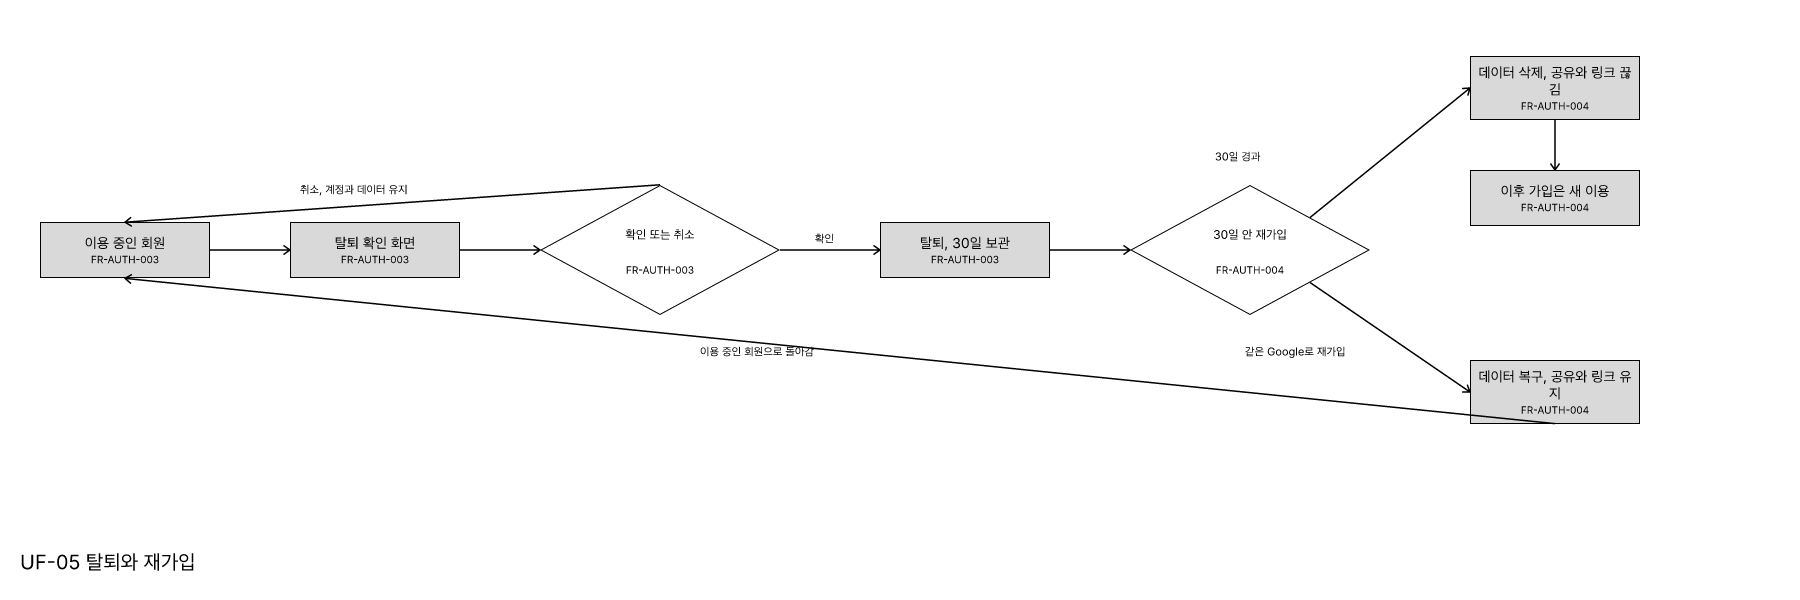 데이터 삭제, 공유와 링크 끊
김
FR-AUTH-004
30일 경과
이후 가입은 새 이용
FR-AUTH-004
취소, 계정과 데이터 유지
이용 중인 회원
FR-AUTH-003
탈퇴 확인 화면
FR-AUTH-003
확인 또는 취소
FR-AUTH-003
확인
탈퇴, 30일 보관
FR-AUTH-003
30일 안 재가입
FR-AUTH-004
이용 중인 회원으로 돌아감
같은 Google로 재가입
데이터 복구, 공유와 링크 유
지
FR-AUTH-004
UF-05 탈퇴와 재가입